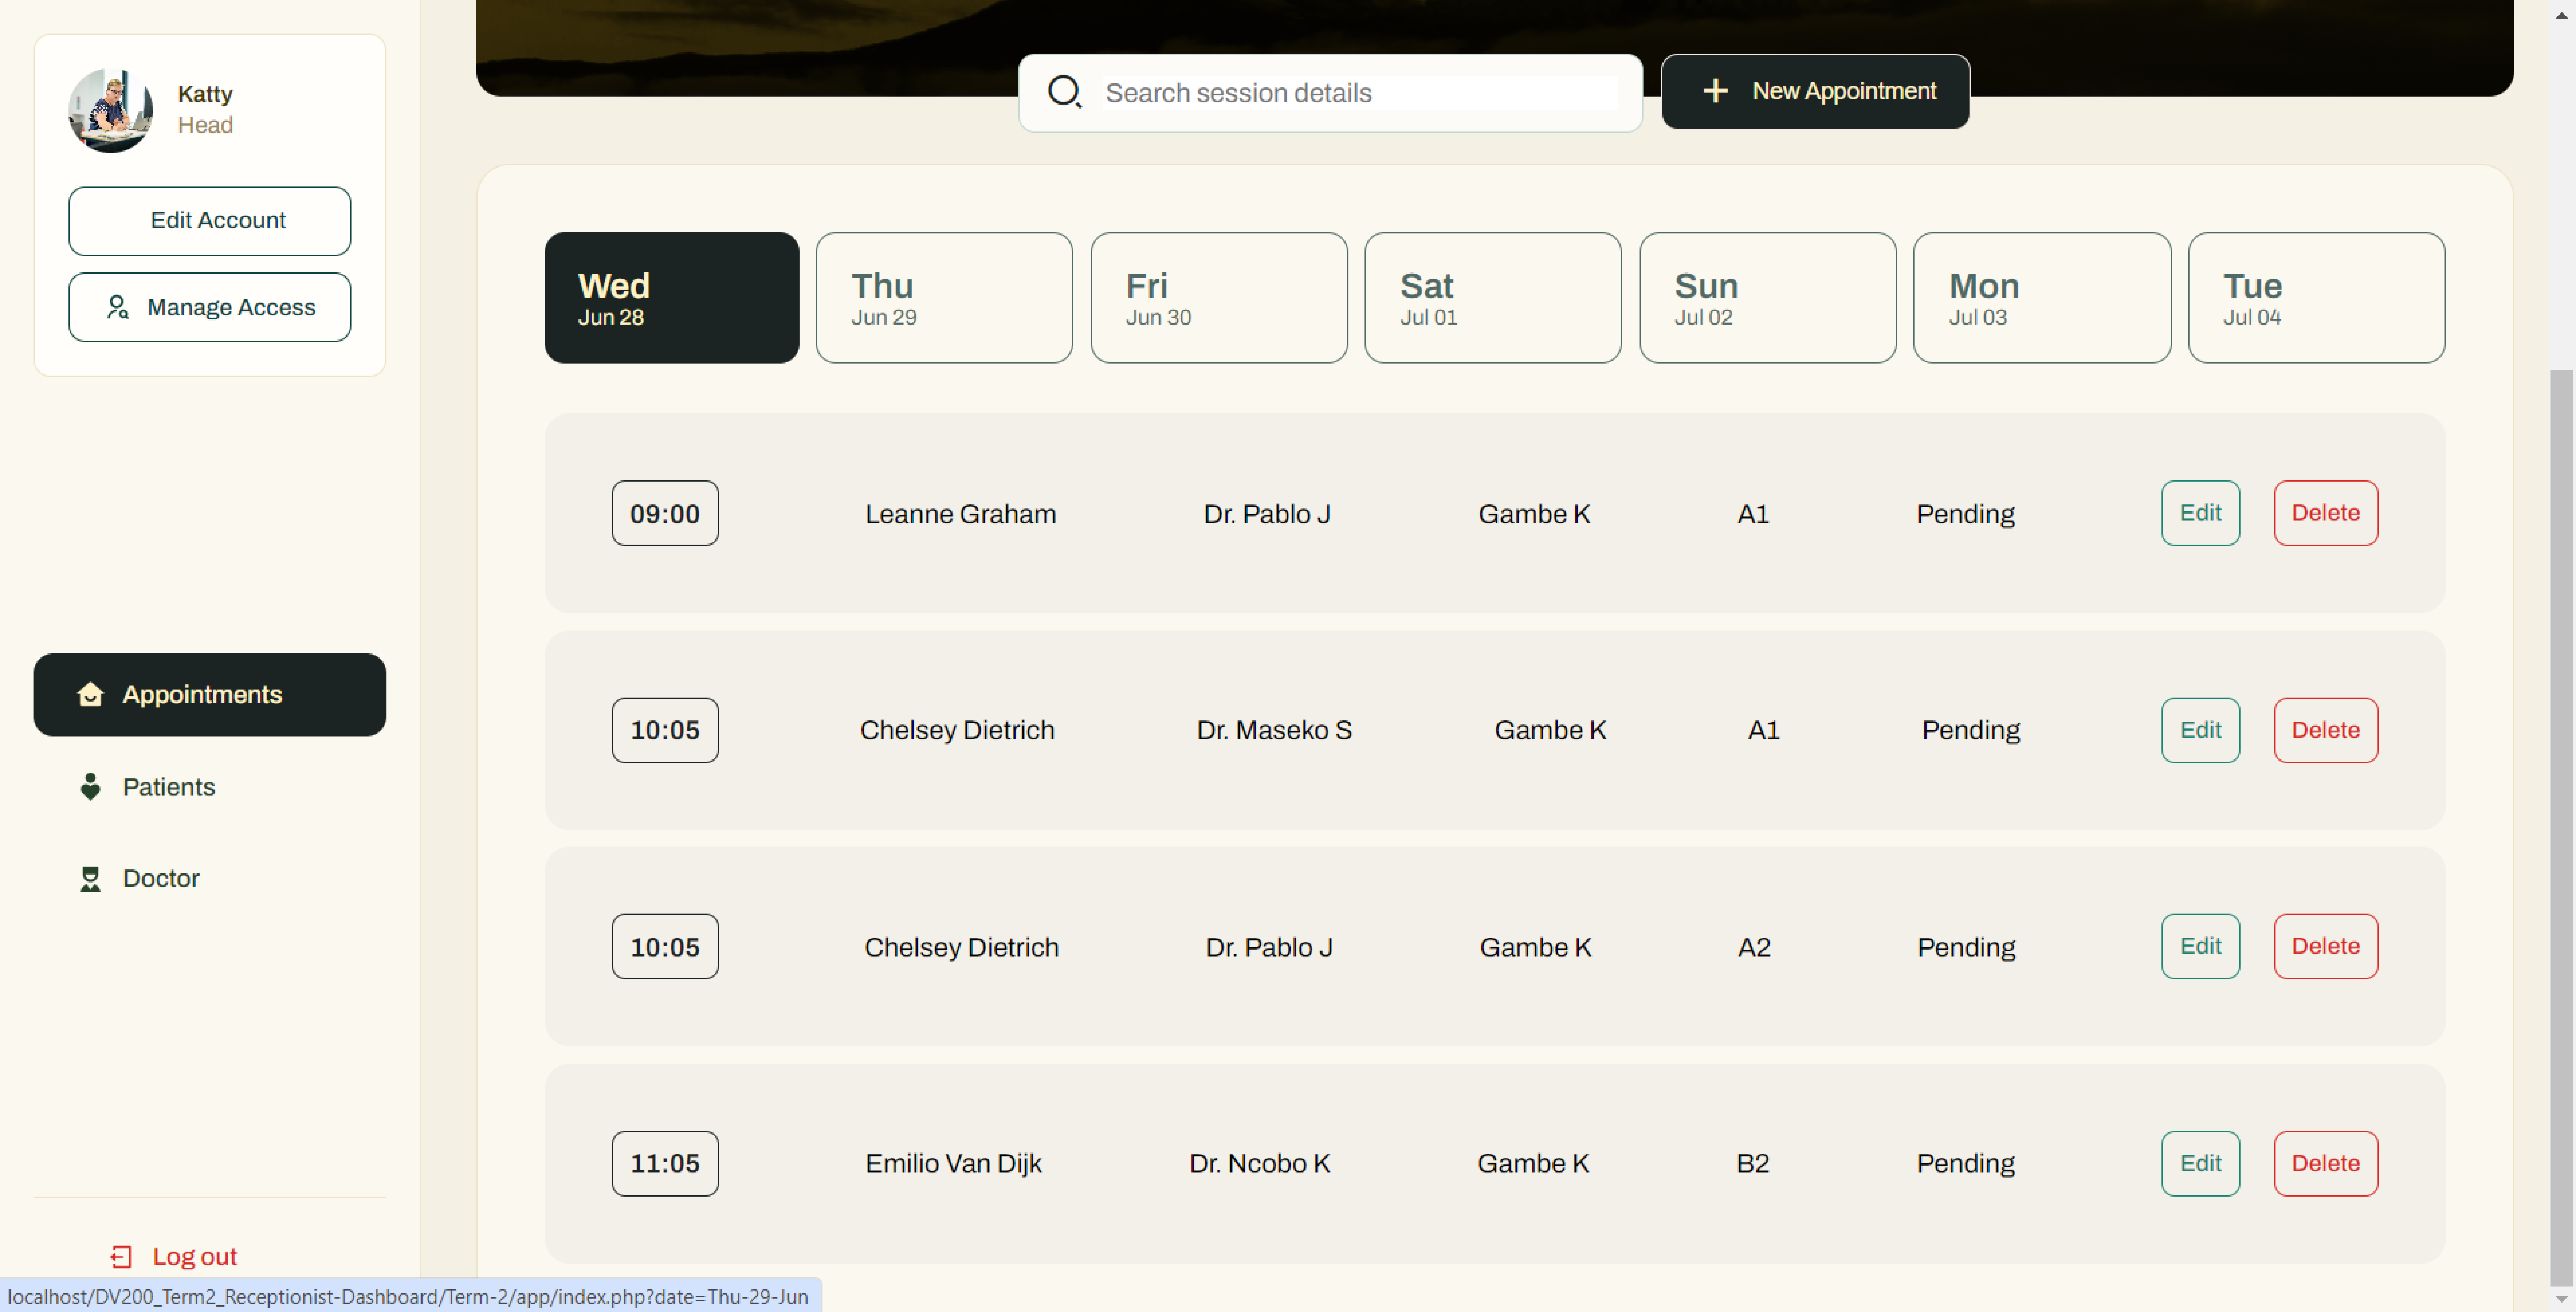 Katty
Head
Edit Account
Manage Access
Appointments
Patients
Doctor
Log out
Search session details
New Appointment
Wed
Jun 28
Thu
Jun 29
Fri
Jun 30
Sat
Jul 01
Sun
Jul 02
Mon
Jul 03
Tue
Jul 04
09:00 Leanne Graham Dr. Pablo J Gambe K A1 Pending Edit Delete
10:05 Chelsey Dietrich Dr. Maseko S Gambe K A1 Pending Edit Delete
10:05 Chelsey Dietrich Dr. Pablo J Gambe K A2 Pending Edit Delete
11:05 Emilio Van Dijk Dr. Ncobo K Gambe K B2 Pending Edit Delete
localhost/DV200_Term2_Receptionist-Dashboard/Term-2/app/index.php?date=Thu-29-Jun